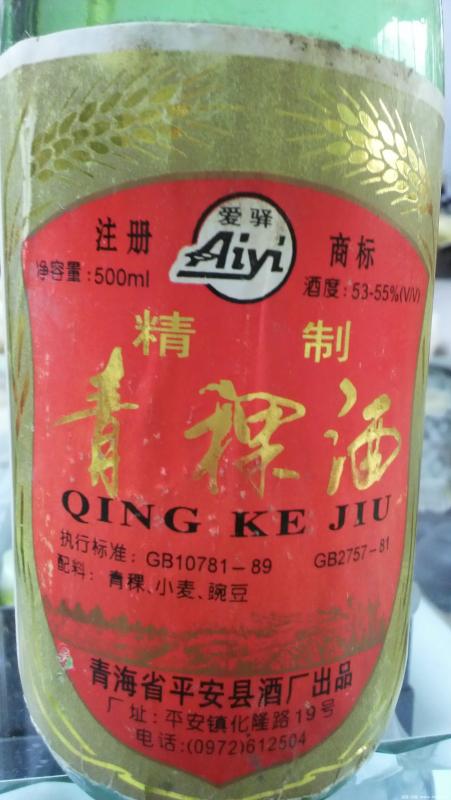 爱驿
Aiyi
注册 商标
净容量:500ml 酒度:53-55%(V/V)
精 制
青稞酒
QING KE JIU
执行标准: GB10781-89 GB2757-81
配料: 青稞、小麦、豌豆
青海省平安县酒厂出品
厂址:平安镇化隆路19号
电话:(0972)612504